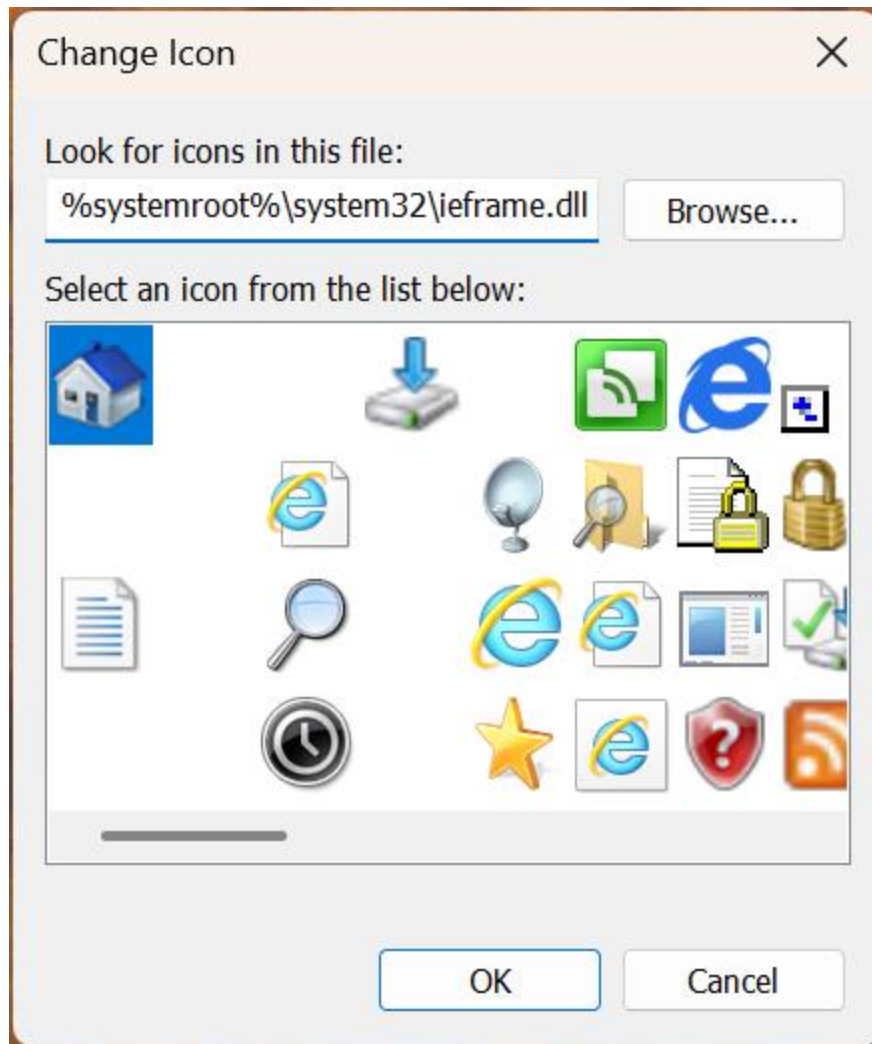 Change Icon
Look for icons in this file:
%systemroot%\system32\ieframe.dll
Browse...
Select an icon from the list below:
OK
Cancel